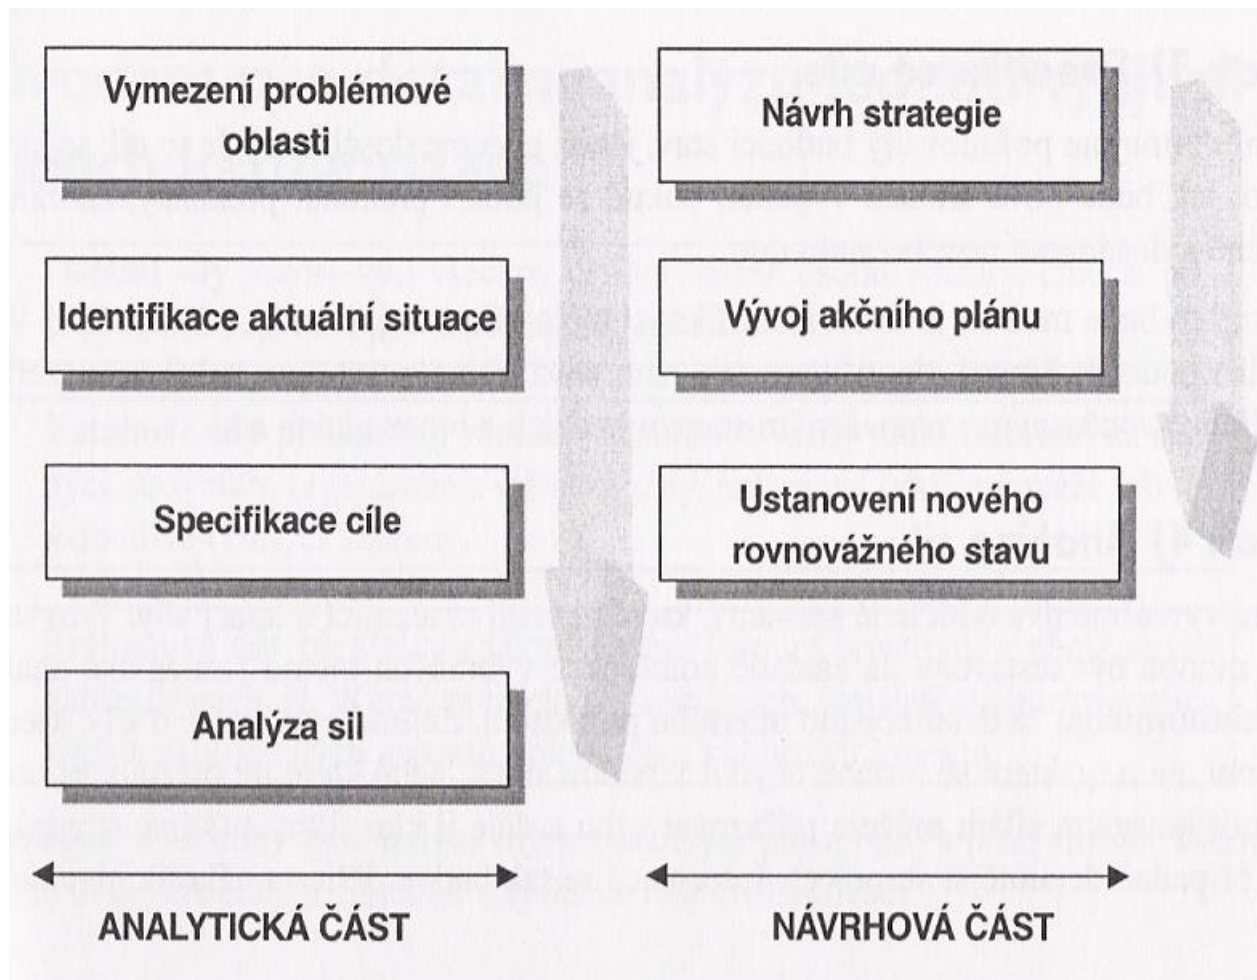 Vymezení problémové
oblasti
Identifikace aktuální situace
Specifikace cíle
Analýza sil
ANALYTICKÁ ČÁST
Návrh strategie
Vývoj akčního plánu
Ustanovení nového
rovnovážného stavu
NÁVRHOVÁ ČÁST